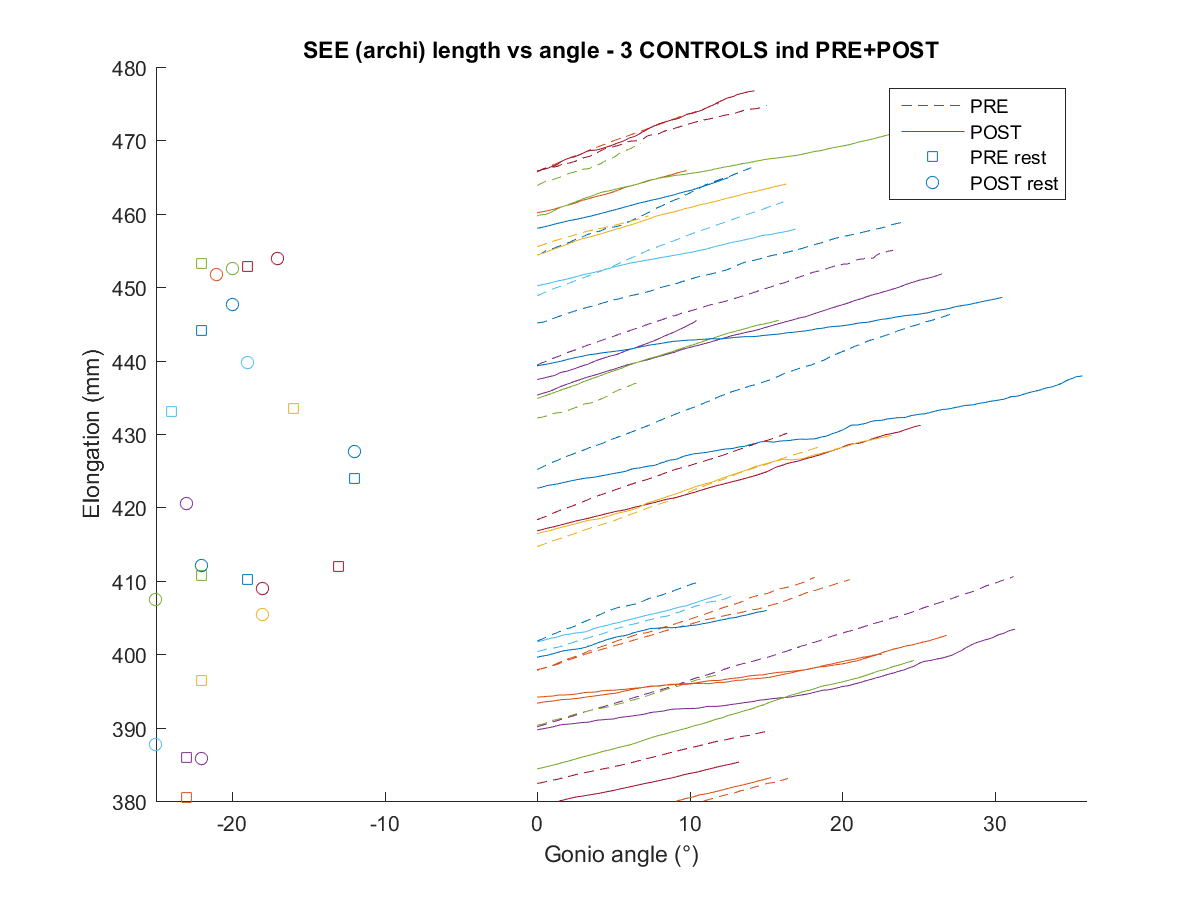 SEE (archi) length vs angle - 3 CONTROLS ind PRE+POST
PRE
POST
PRE rest
POST rest
Elongation (mm)
480
470
460
450
440
430
420
410
400
390
380
-20
-10
0
10
20
30
Gonio angle (°)